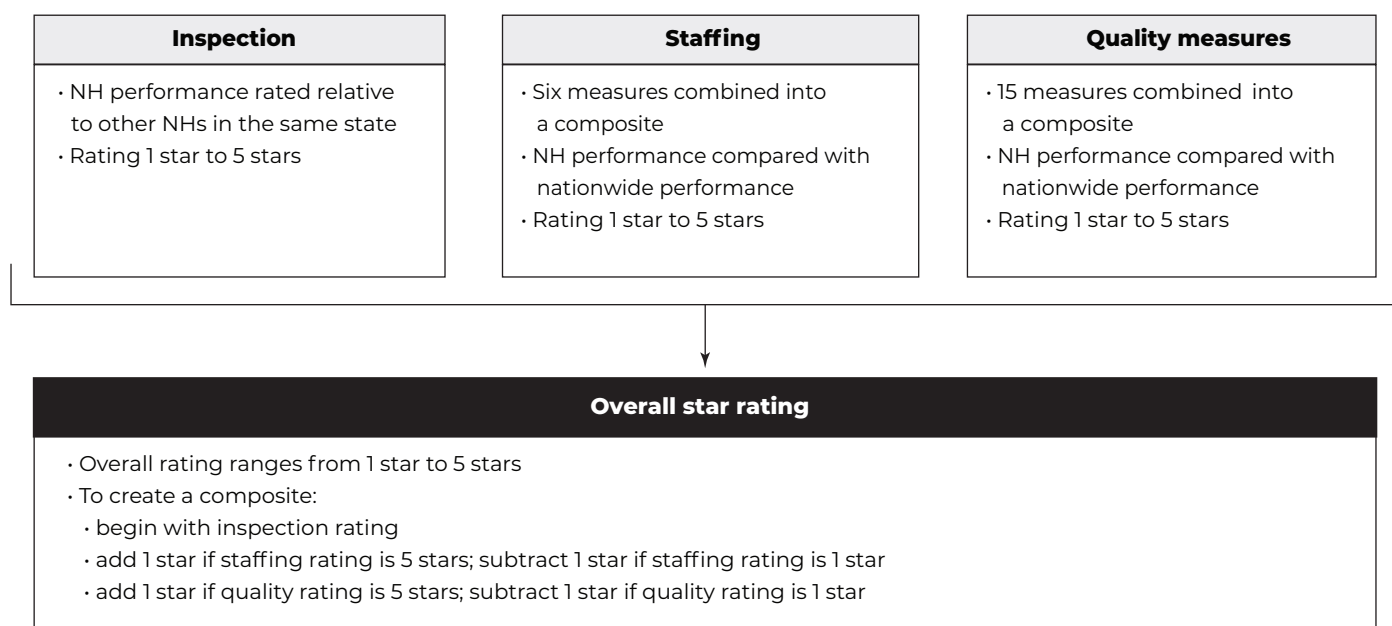 Inspection
· NH performance rated relative
to other NHs in the same state
· Rating 1 star to 5 stars
Staffing
· Six measures combined into
a composite
· NH performance compared with
nationwide performance
· Rating 1 star to 5 stars
Quality measures
· 15 measures combined into
a composite
· NH performance compared with
nationwide performance
· Rating 1 star to 5 stars
Overall star rating
· Overall rating ranges from 1 star to 5 stars
· To create a composite:
· begin with inspection rating
· add 1 star if staffing rating is 5 stars; subtract 1 star if staffing rating is 1 star
· add 1 star if quality rating is 5 stars; subtract 1 star if quality rating is 1 star